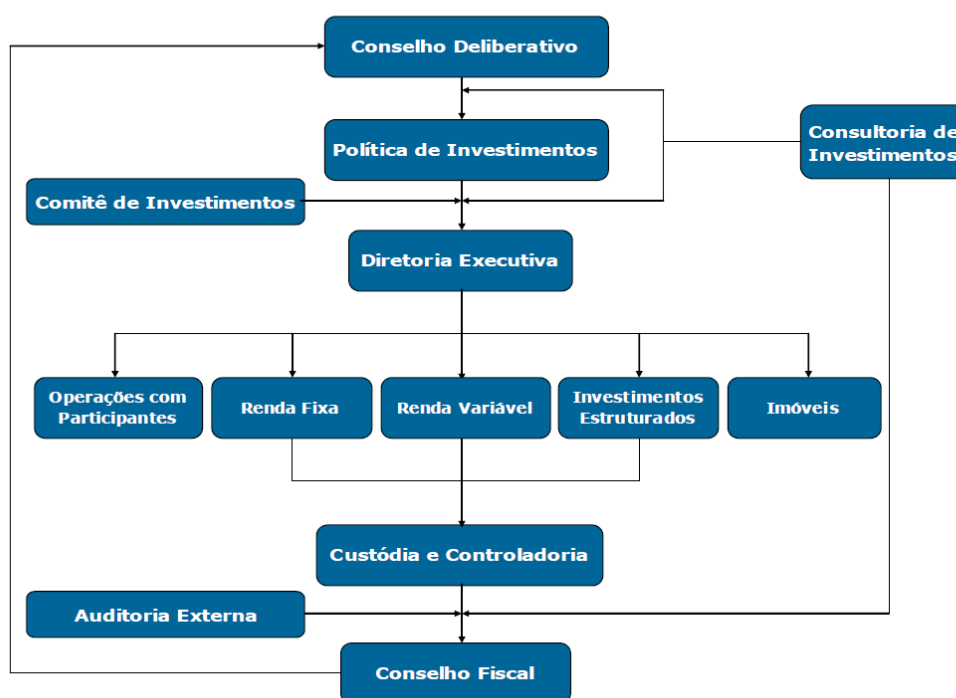 Conselho Deliberativo
Política de Investimentos
Consultoria de
Investimentos
Comitê de Investimentos
Diretoria Executiva
Operações com
Participantes
Renda Fixa
Renda Variável
Investimentos
Estruturados
Imóveis
Custódia e Controladoria
Auditoria Externa
Conselho Fiscal